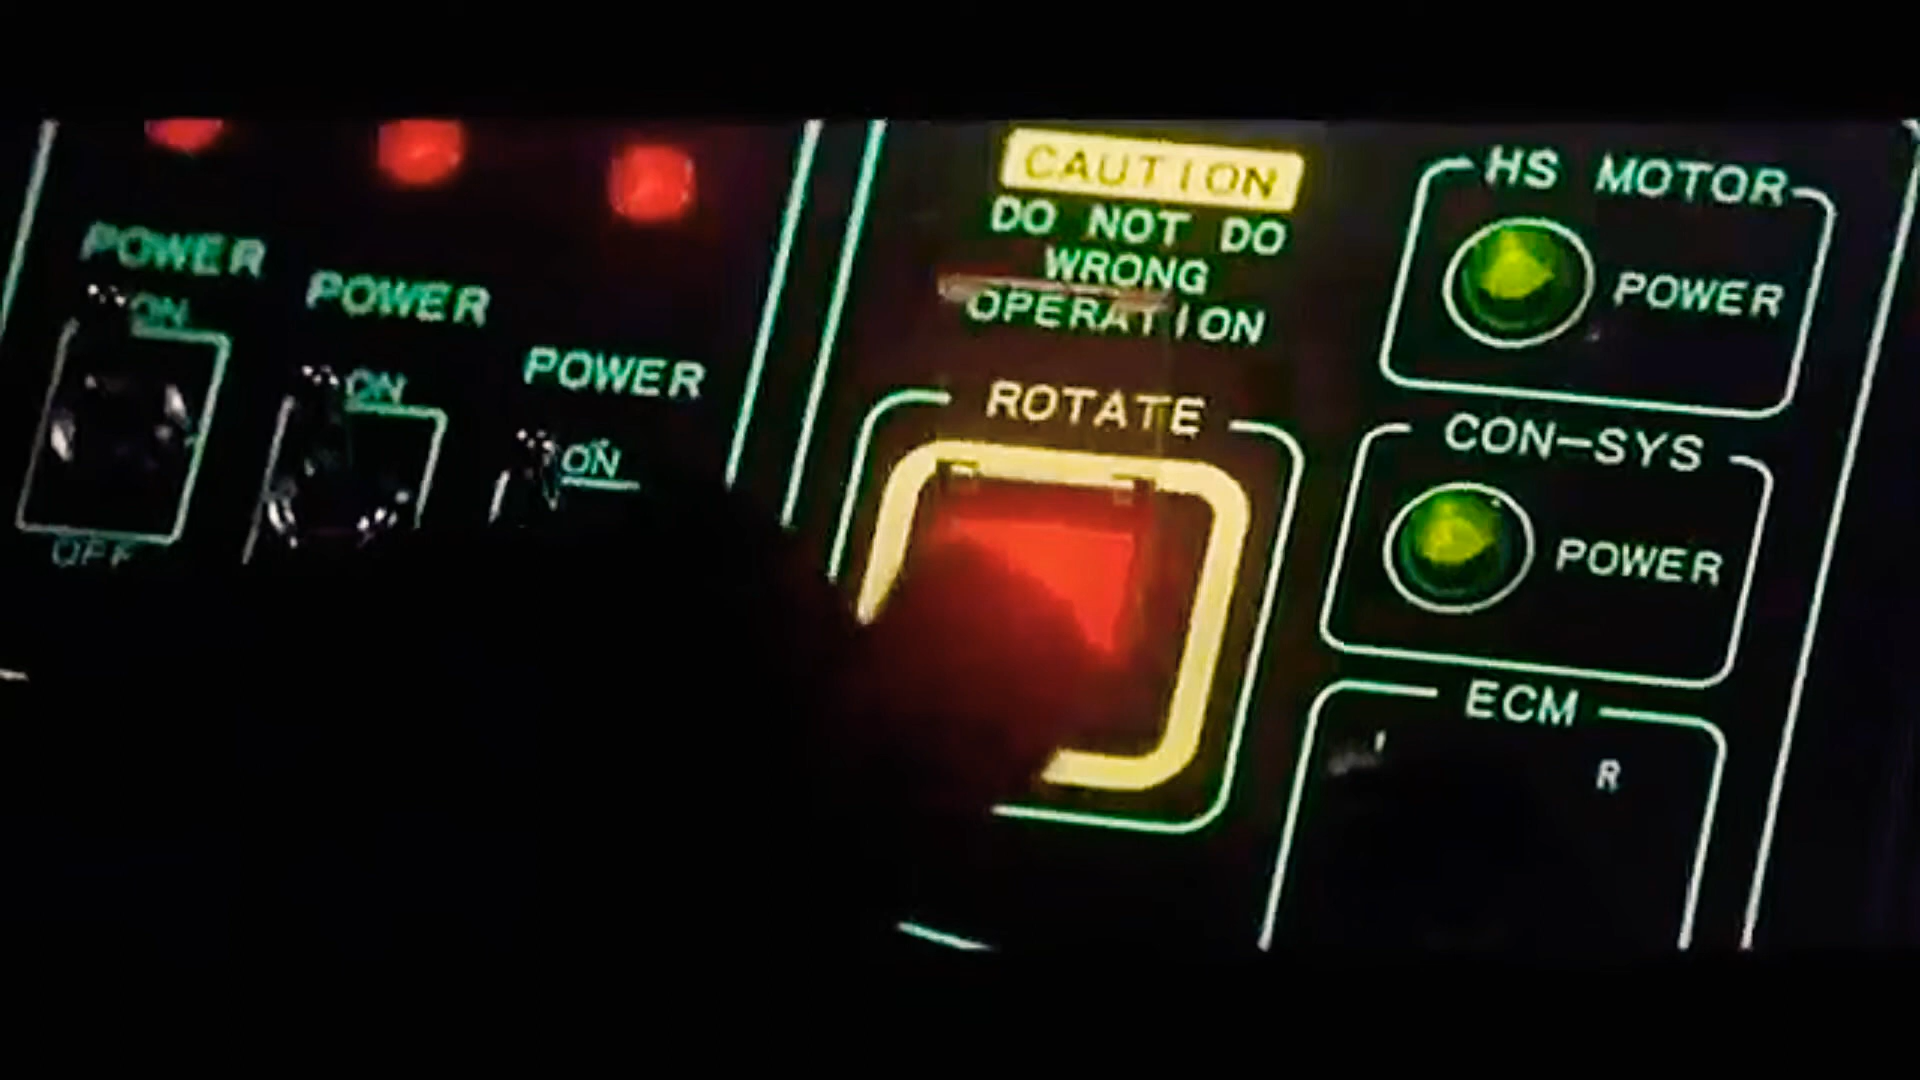 POWER
ON
OFF
POWER
ON
POWER
ON
CAUTION
DO NOT DO
WRONG
OPERATION
ROTATE
HS MOTOR
POWER
CON-SYS
POWER
ECM
R